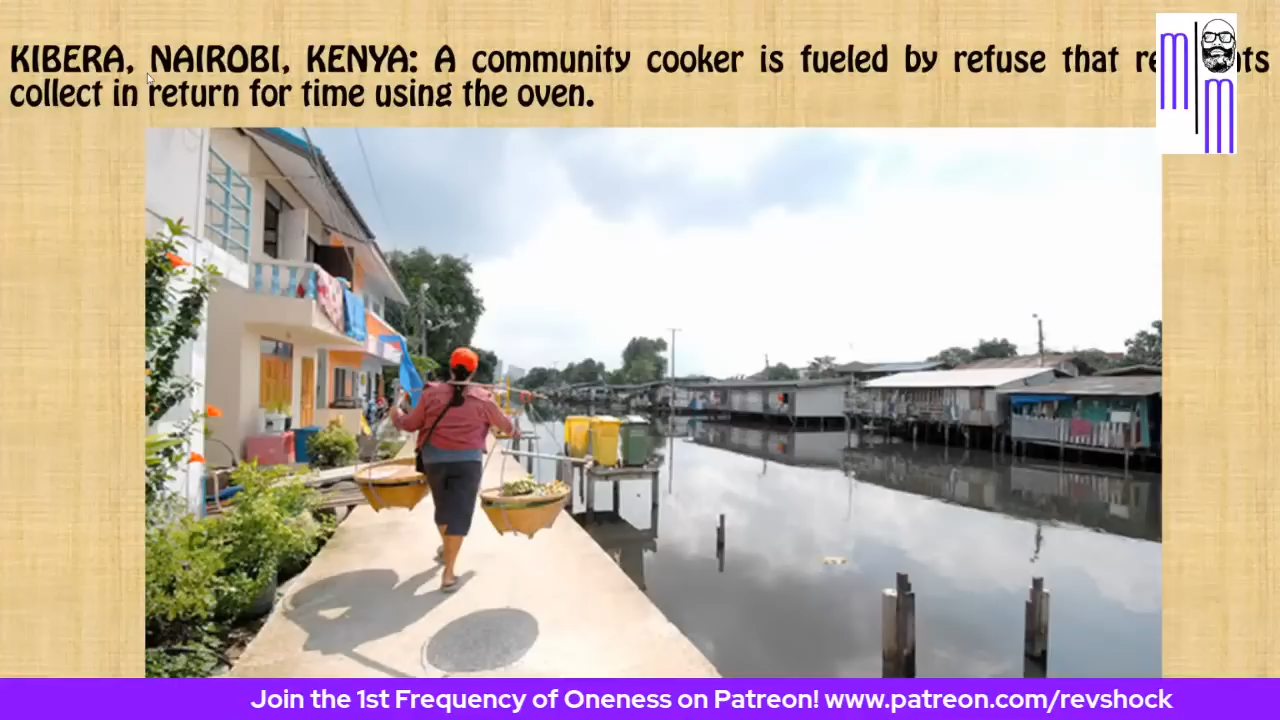 KIBERA, NAIROBI, KENYA: A community cooker is fueled by refuse that
collect in return for time using the oven.
Join the 1st Frequency of Oneness on Patreon! www.patreon.com/revshock